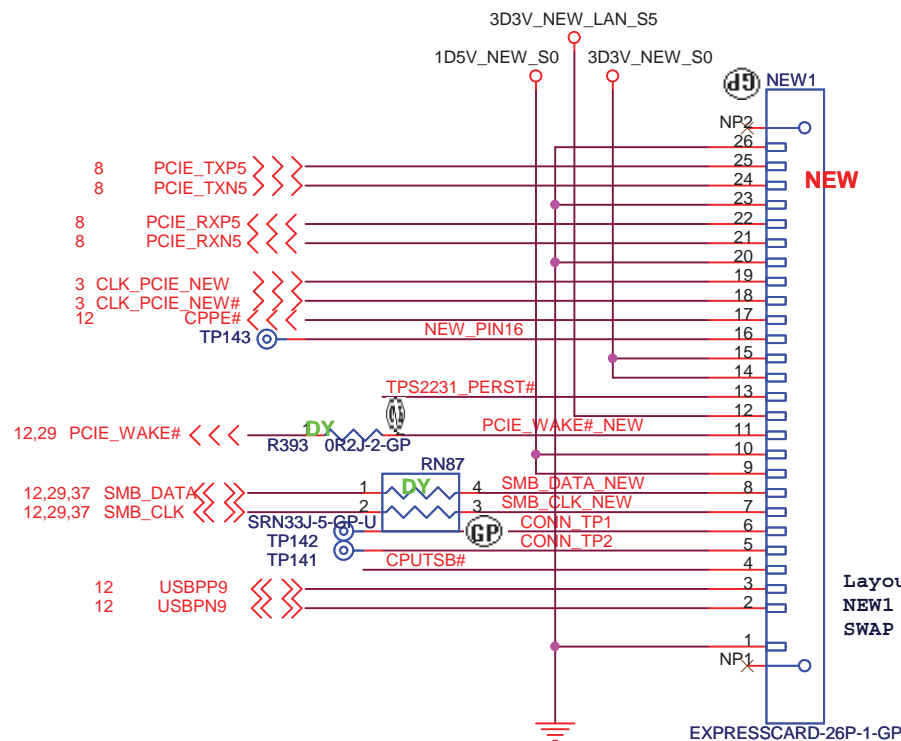 3D3V_NEW_LAN_S5
1D5V_NEW_S0 3D3V_NEW_S0
GP NEW1
NP2
26
8 PCIE_TXP5 25
8 PCIE_TXN5 24
NEW
23
8 PCIE_RXP5 22
8 PCIE_RXN5 21
20
3 CLK_PCIE_NEW 19
3 CLK_PCIE_NEW# 18
12 CPPE# 17
TP143 NEW_PIN16 16
15
14
TPS2231_PERST# 13
12
12,29 PCIE_WAKE# 1 DY PCIE_WAKE#_NEW 11
R393 0R2J-2-GP
10
RN87 9
12,29,37 SMB_DATA 1 DY 4 SMB_DATA_NEW 8
12,29,37 SMB_CLK 2 3 SMB_CLK_NEW 7
SRN33J-5-GP-U GP CONN_TP1 6
TP142
CONN_TP2 5
TP141
CPUTSB# 4
12 USBPP9 3
12 USBPN9 2
Layou
NEW1
SWAP
1
NP1
EXPRESSCARD-26P-1-GP